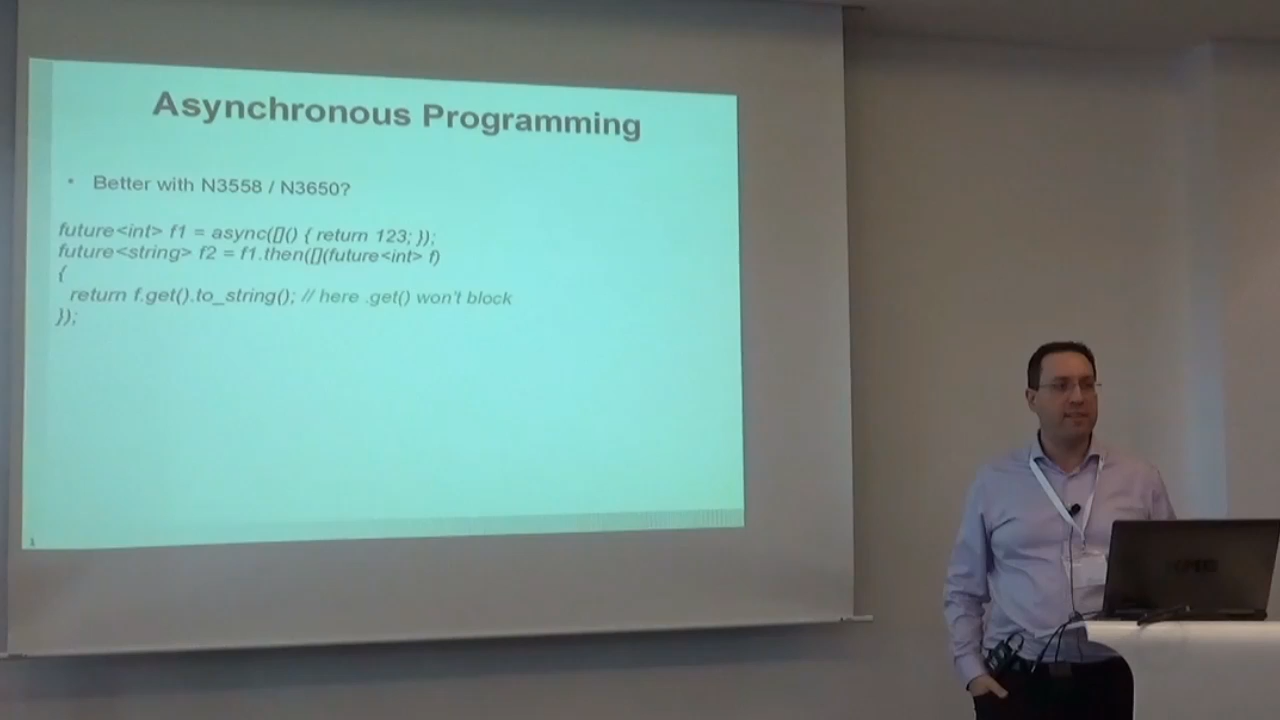 Asynchronous Programming
• Better with N3558 / N3650?
future<int> f1 = async([]() { return 123; });
future<string> f2 = f1.then([](future<int> f)
{
return f.get().to_string(); // here .get() won't block
});